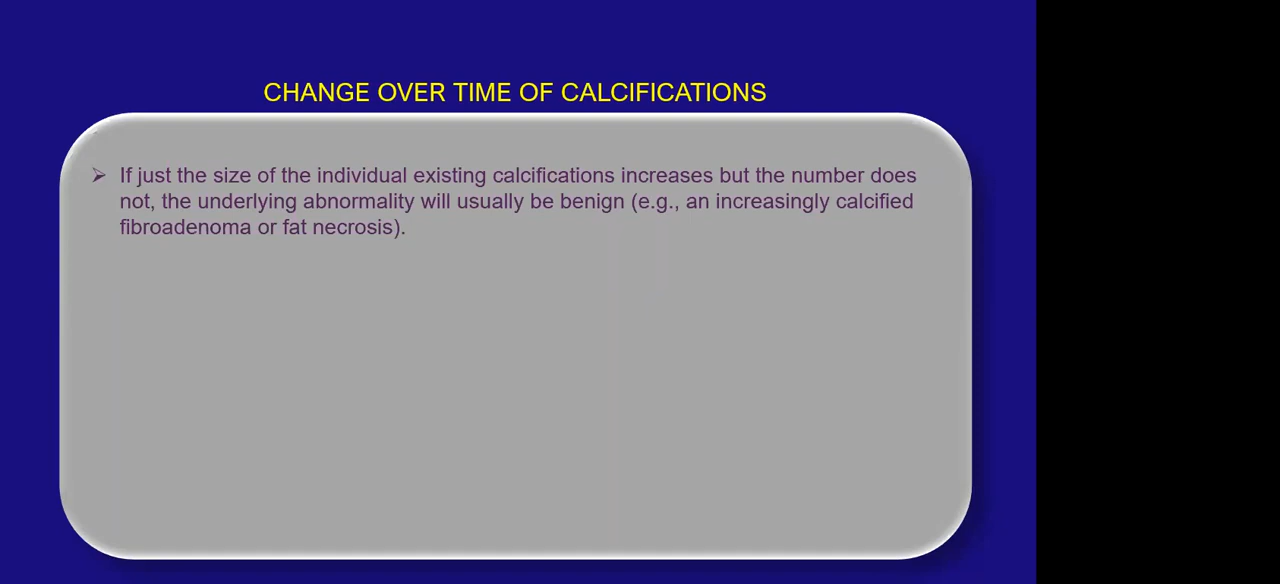 CHANGE OVER TIME OF CALCIFICATIONS
➢ If just the size of the individual existing calcifications increases but the number does
not, the underlying abnormality will usually be benign (e.g., an increasingly calcified
fibroadenoma or fat necrosis).